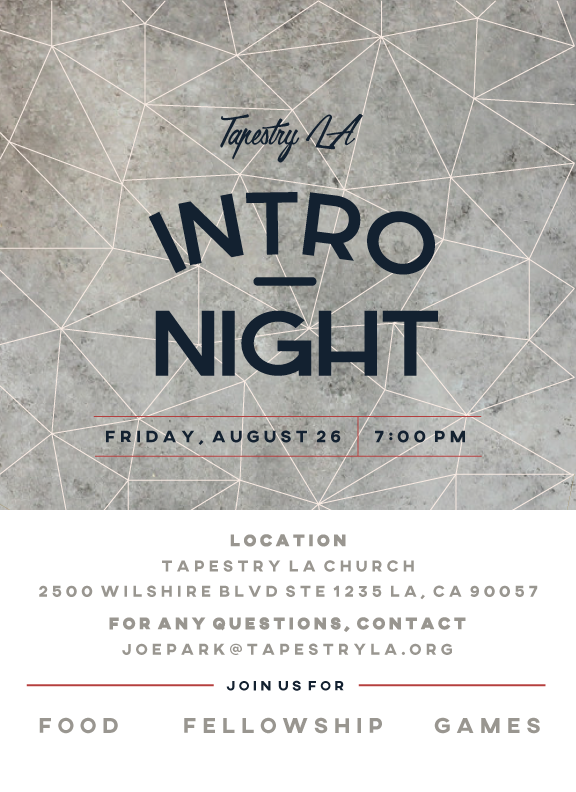 Tapestry LA
INTRO
NIGHT
FRIDAY, AUGUST 26 7:00 PM
LOCATION
TAPESTRY LA CHURCH
2500 WILSHIRE BLVD STE 1235 LA, CA 90057
FOR ANY QUESTIONS, CONTACT
JOEPARK@TAPESTRYLA.ORG
JOIN US FOR
FOOD FELLOWSHIP GAMES